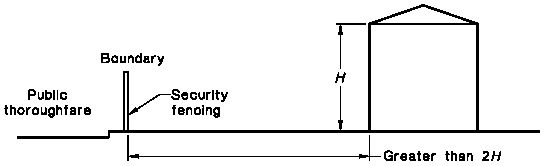 Boundary
H
Public
thoroughfare
Security
fencing
Greater than 2H